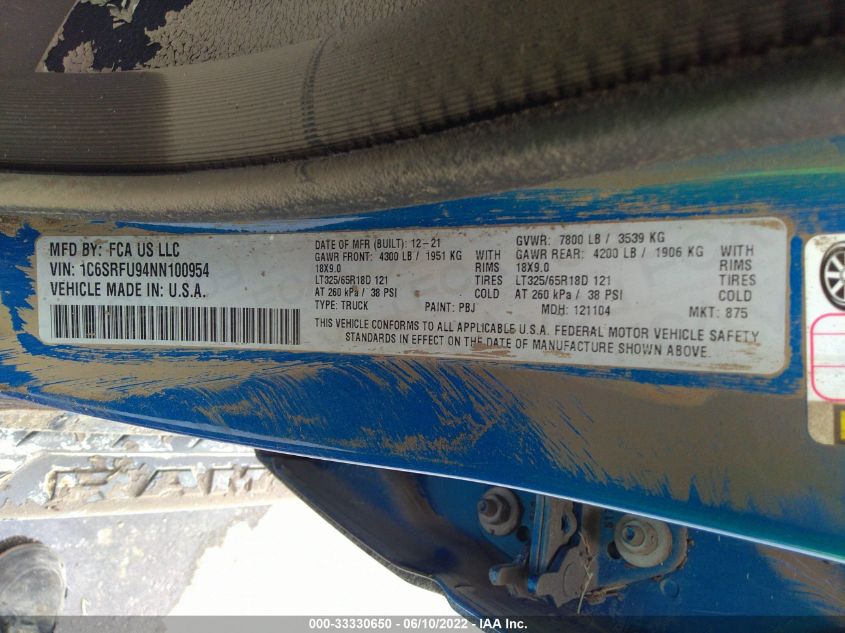 MFD BY: FCA US LLC
VIN: 1C6SRFU94NN100954
VEHICLE MADE IN: U.S.A.
DATE OF MFR (BUILT): 12-21
GAWR FRONT: 4300 LB / 1951 KG WITH
18X9.0 RIMS
LT325/65R18D 121 TIRES
AT 260 kPa / 38 PSI COLD
TYPE: TRUCK PAINT: PBJ
GVWR: 7800 LB / 3539 KG
GAWR REAR: 4200 LB / 1906 KG WITH
18X9.0 RIMS
LT325/65R18D 121 TIRES
AT 260 kPa / 38 PSI COLD
MDH: 121104 MKT: 875
THIS VEHICLE CONFORMS TO ALL APPLICABLE U.S.A. FEDERAL MOTOR VEHICLE SAFETY
STANDARDS IN EFFECT ON THE DATE OF MANUFACTURE SHOWN ABOVE.
RAM
000-33330650 - 06/10/2022 - IAA Inc.